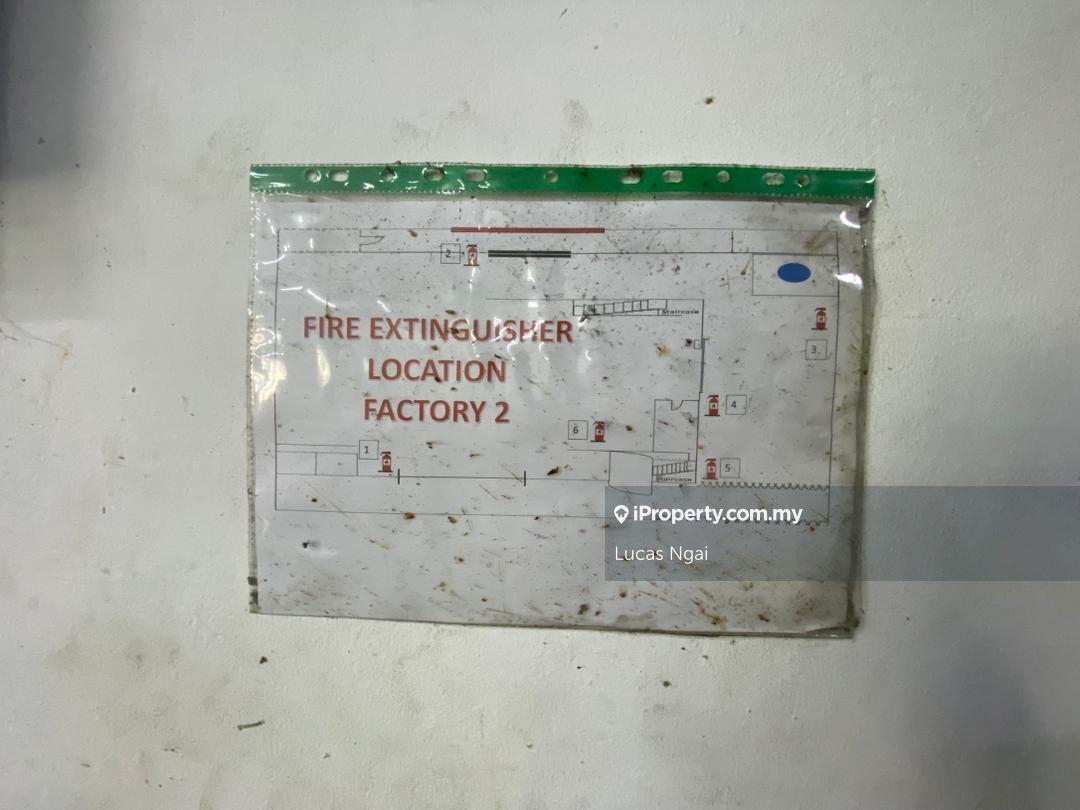 2
Staircase
FIRE EXTINGUISHER
LOCATION
FACTORY 2
3
4
6
1
5
Staircase
iProperty.com.my
Lucas Ngai